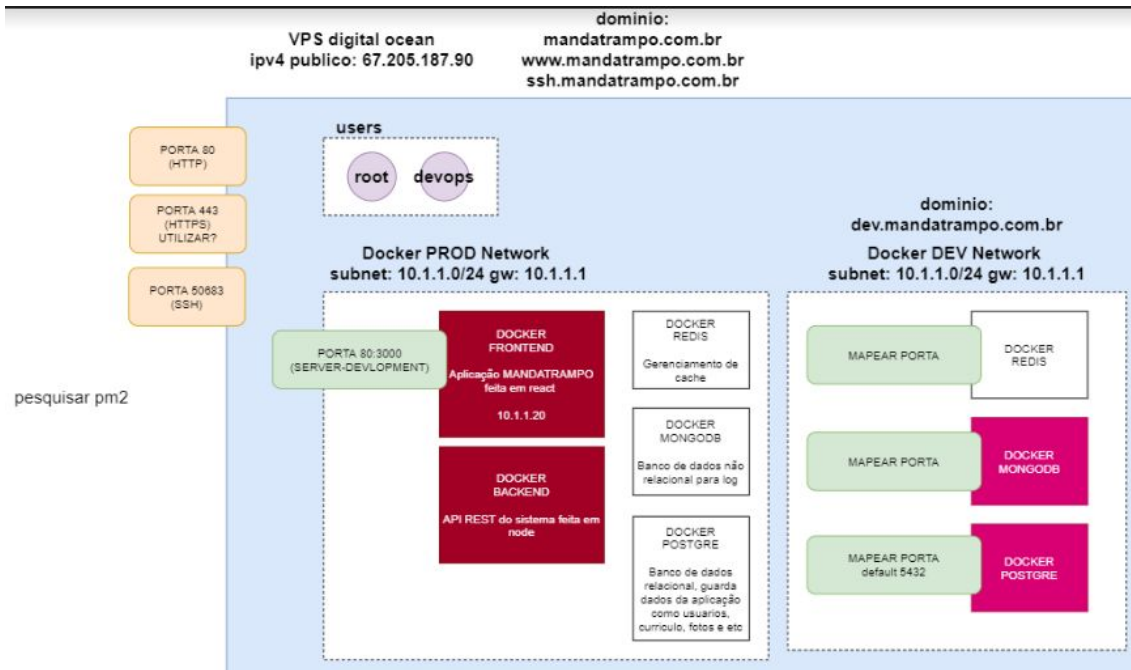 VPS digital ocean
ipv4 publico: 67.205.187.90
dominio:
mandatrampo.com.br
www.mandatrampo.com.br
ssh.mandatrampo.com.br
PORTA 80
(HTTP)
PORTA 443
(HTTPS)
UTILIZAR?
PORTA 50683
(SSH)
pesquisar pm2
users
root
devops
Docker PROD Network
subnet: 10.1.1.0/24 gw: 10.1.1.1
PORTA 80:3000
(SERVER-DEVLOPMENT)
DOCKER
FRONTEND
Aplicação MANDATRAMPO
feita em react
10.1.1.20
DOCKER
BACKEND
API REST do sistema feita em
node
DOCKER
REDIS
Gerenciamento de
cache
DOCKER
MONGODB
Banco de dados não
relacional para log
DOCKER
POSTGRE
Banco de dados
relacional, guarda
dados da aplicação
como usuarios,
curriculo, fotos e etc
dominio:
dev.mandatrampo.com.br
Docker DEV Network
subnet: 10.1.1.0/24 gw: 10.1.1.1
MAPEAR PORTA
DOCKER
REDIS
MAPEAR PORTA
DOCKER
MONGODB
MAPEAR PORTA
default 5432
DOCKER
POSTGRE